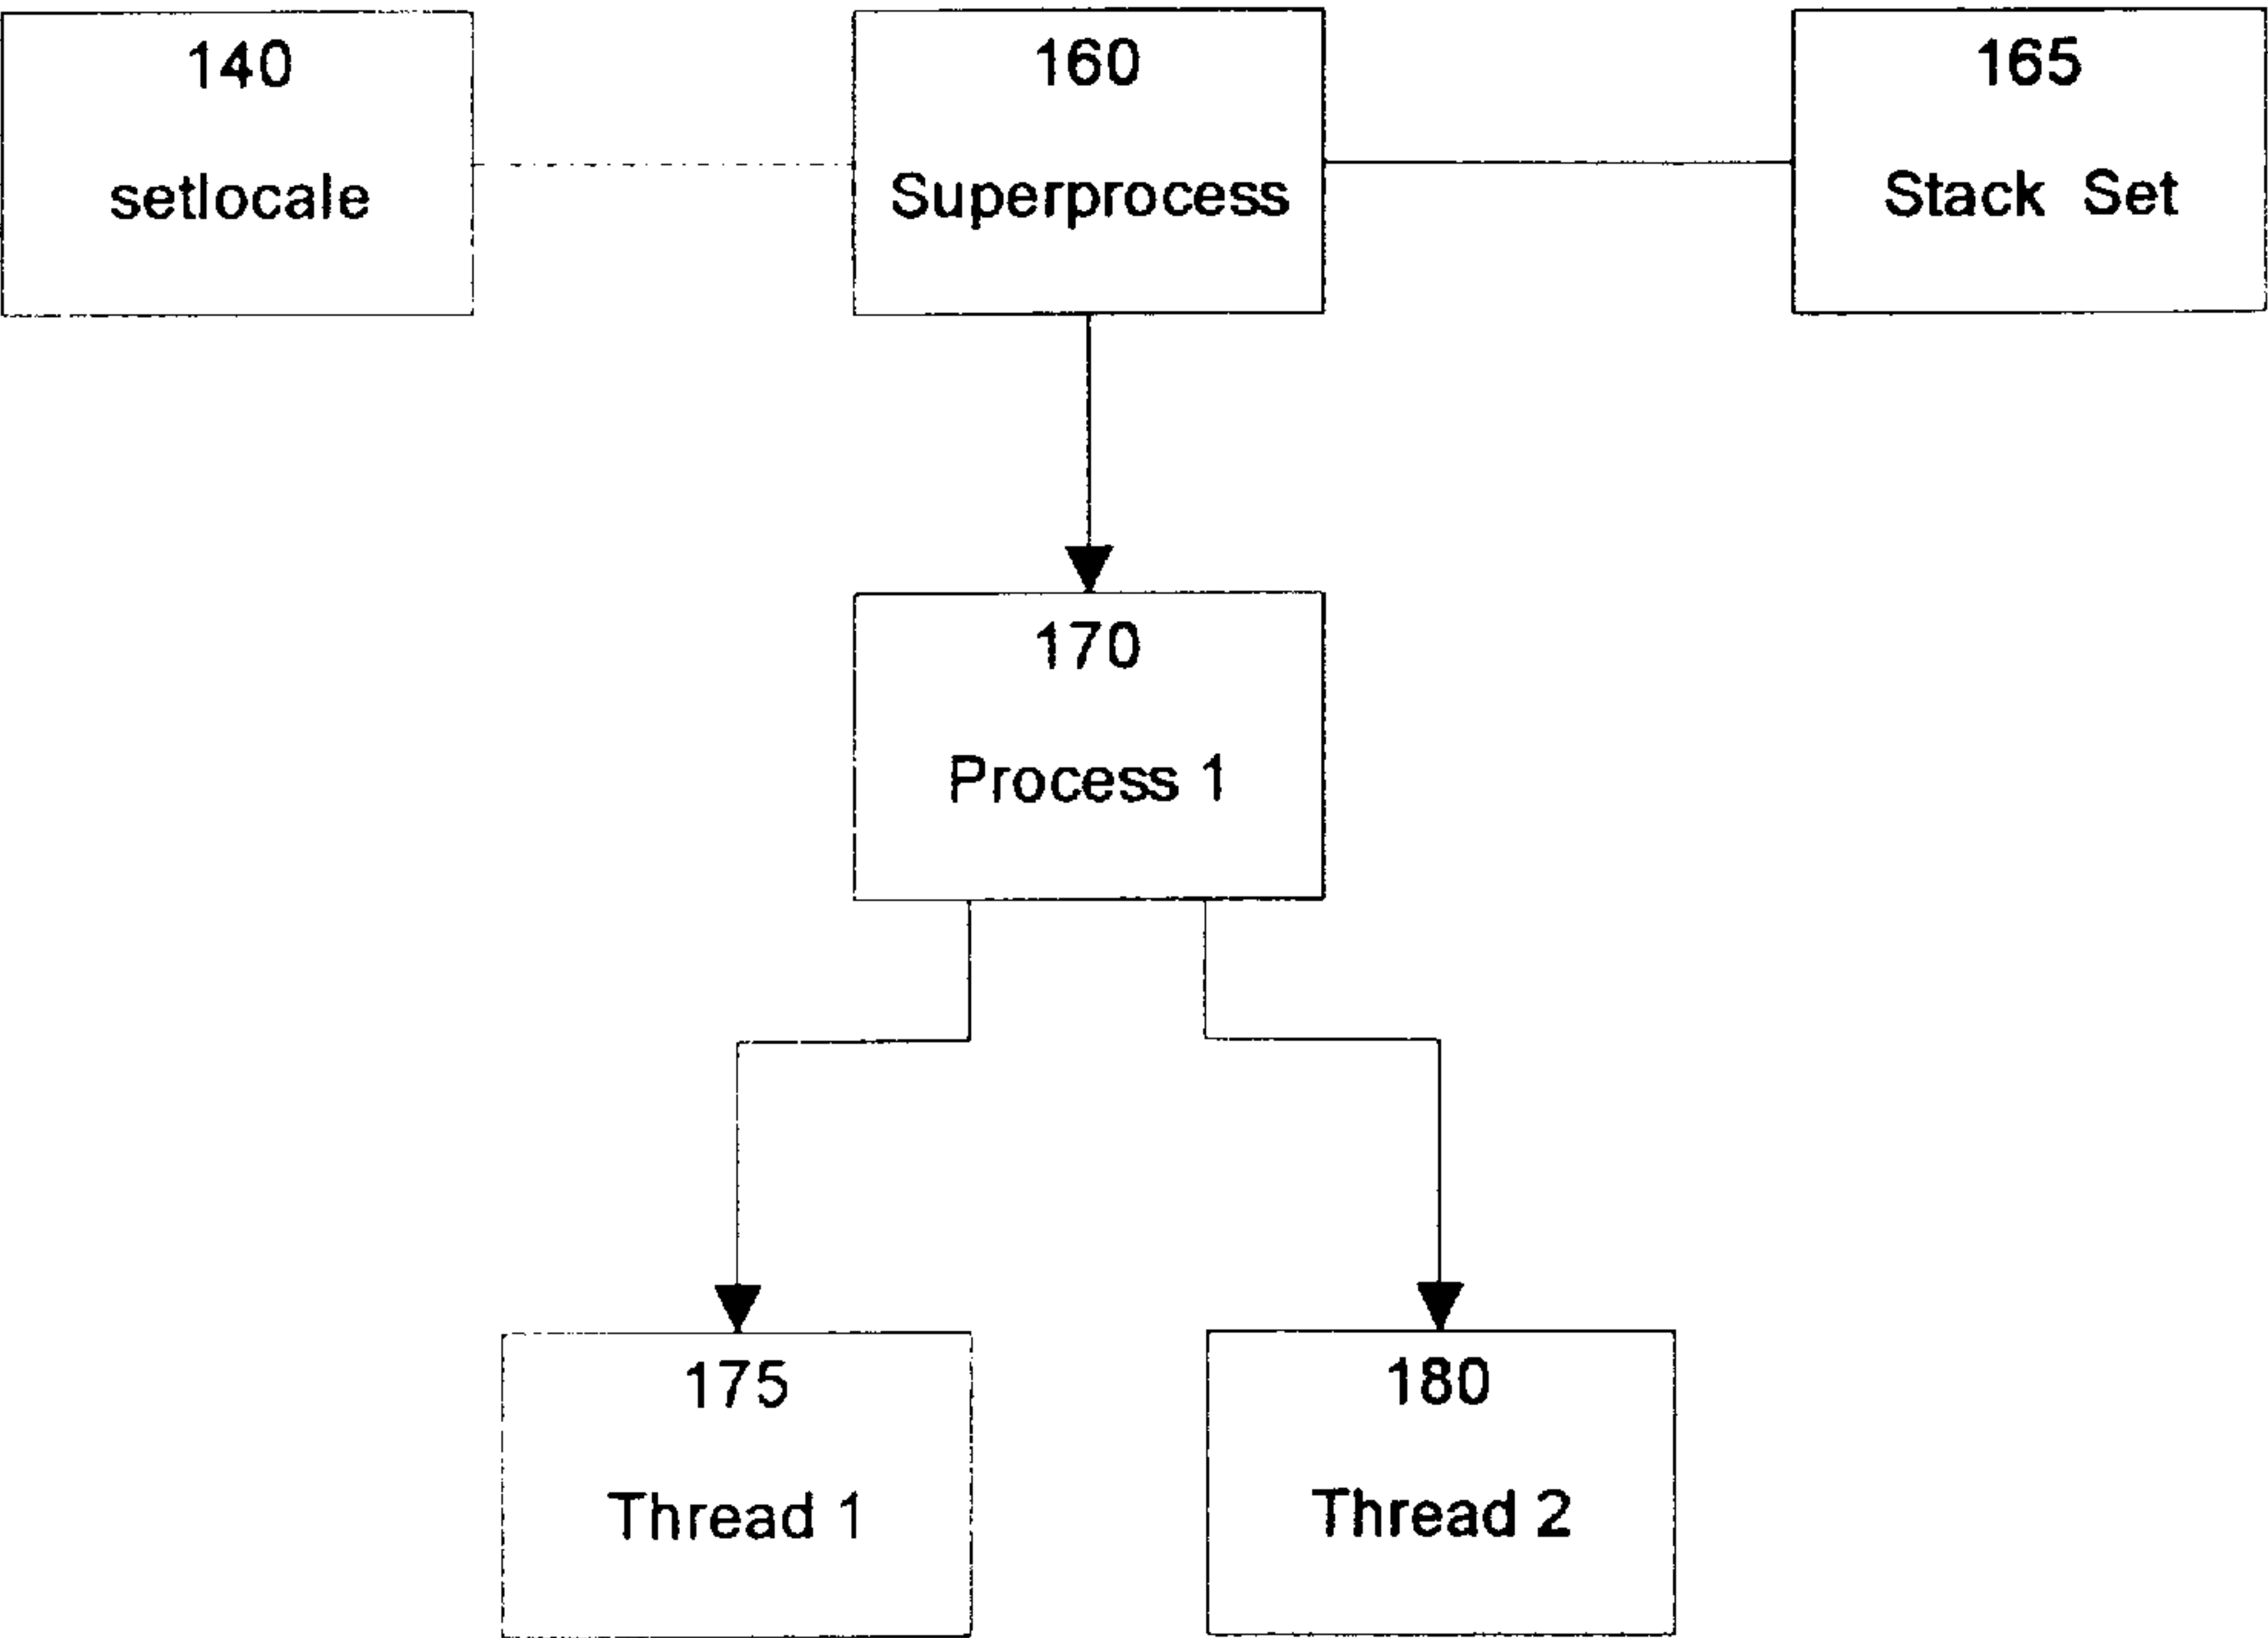 140
setlocale
160
Superprocess
165
Stack Set
170
Process 1
175
Thread 1
180
Thread 2